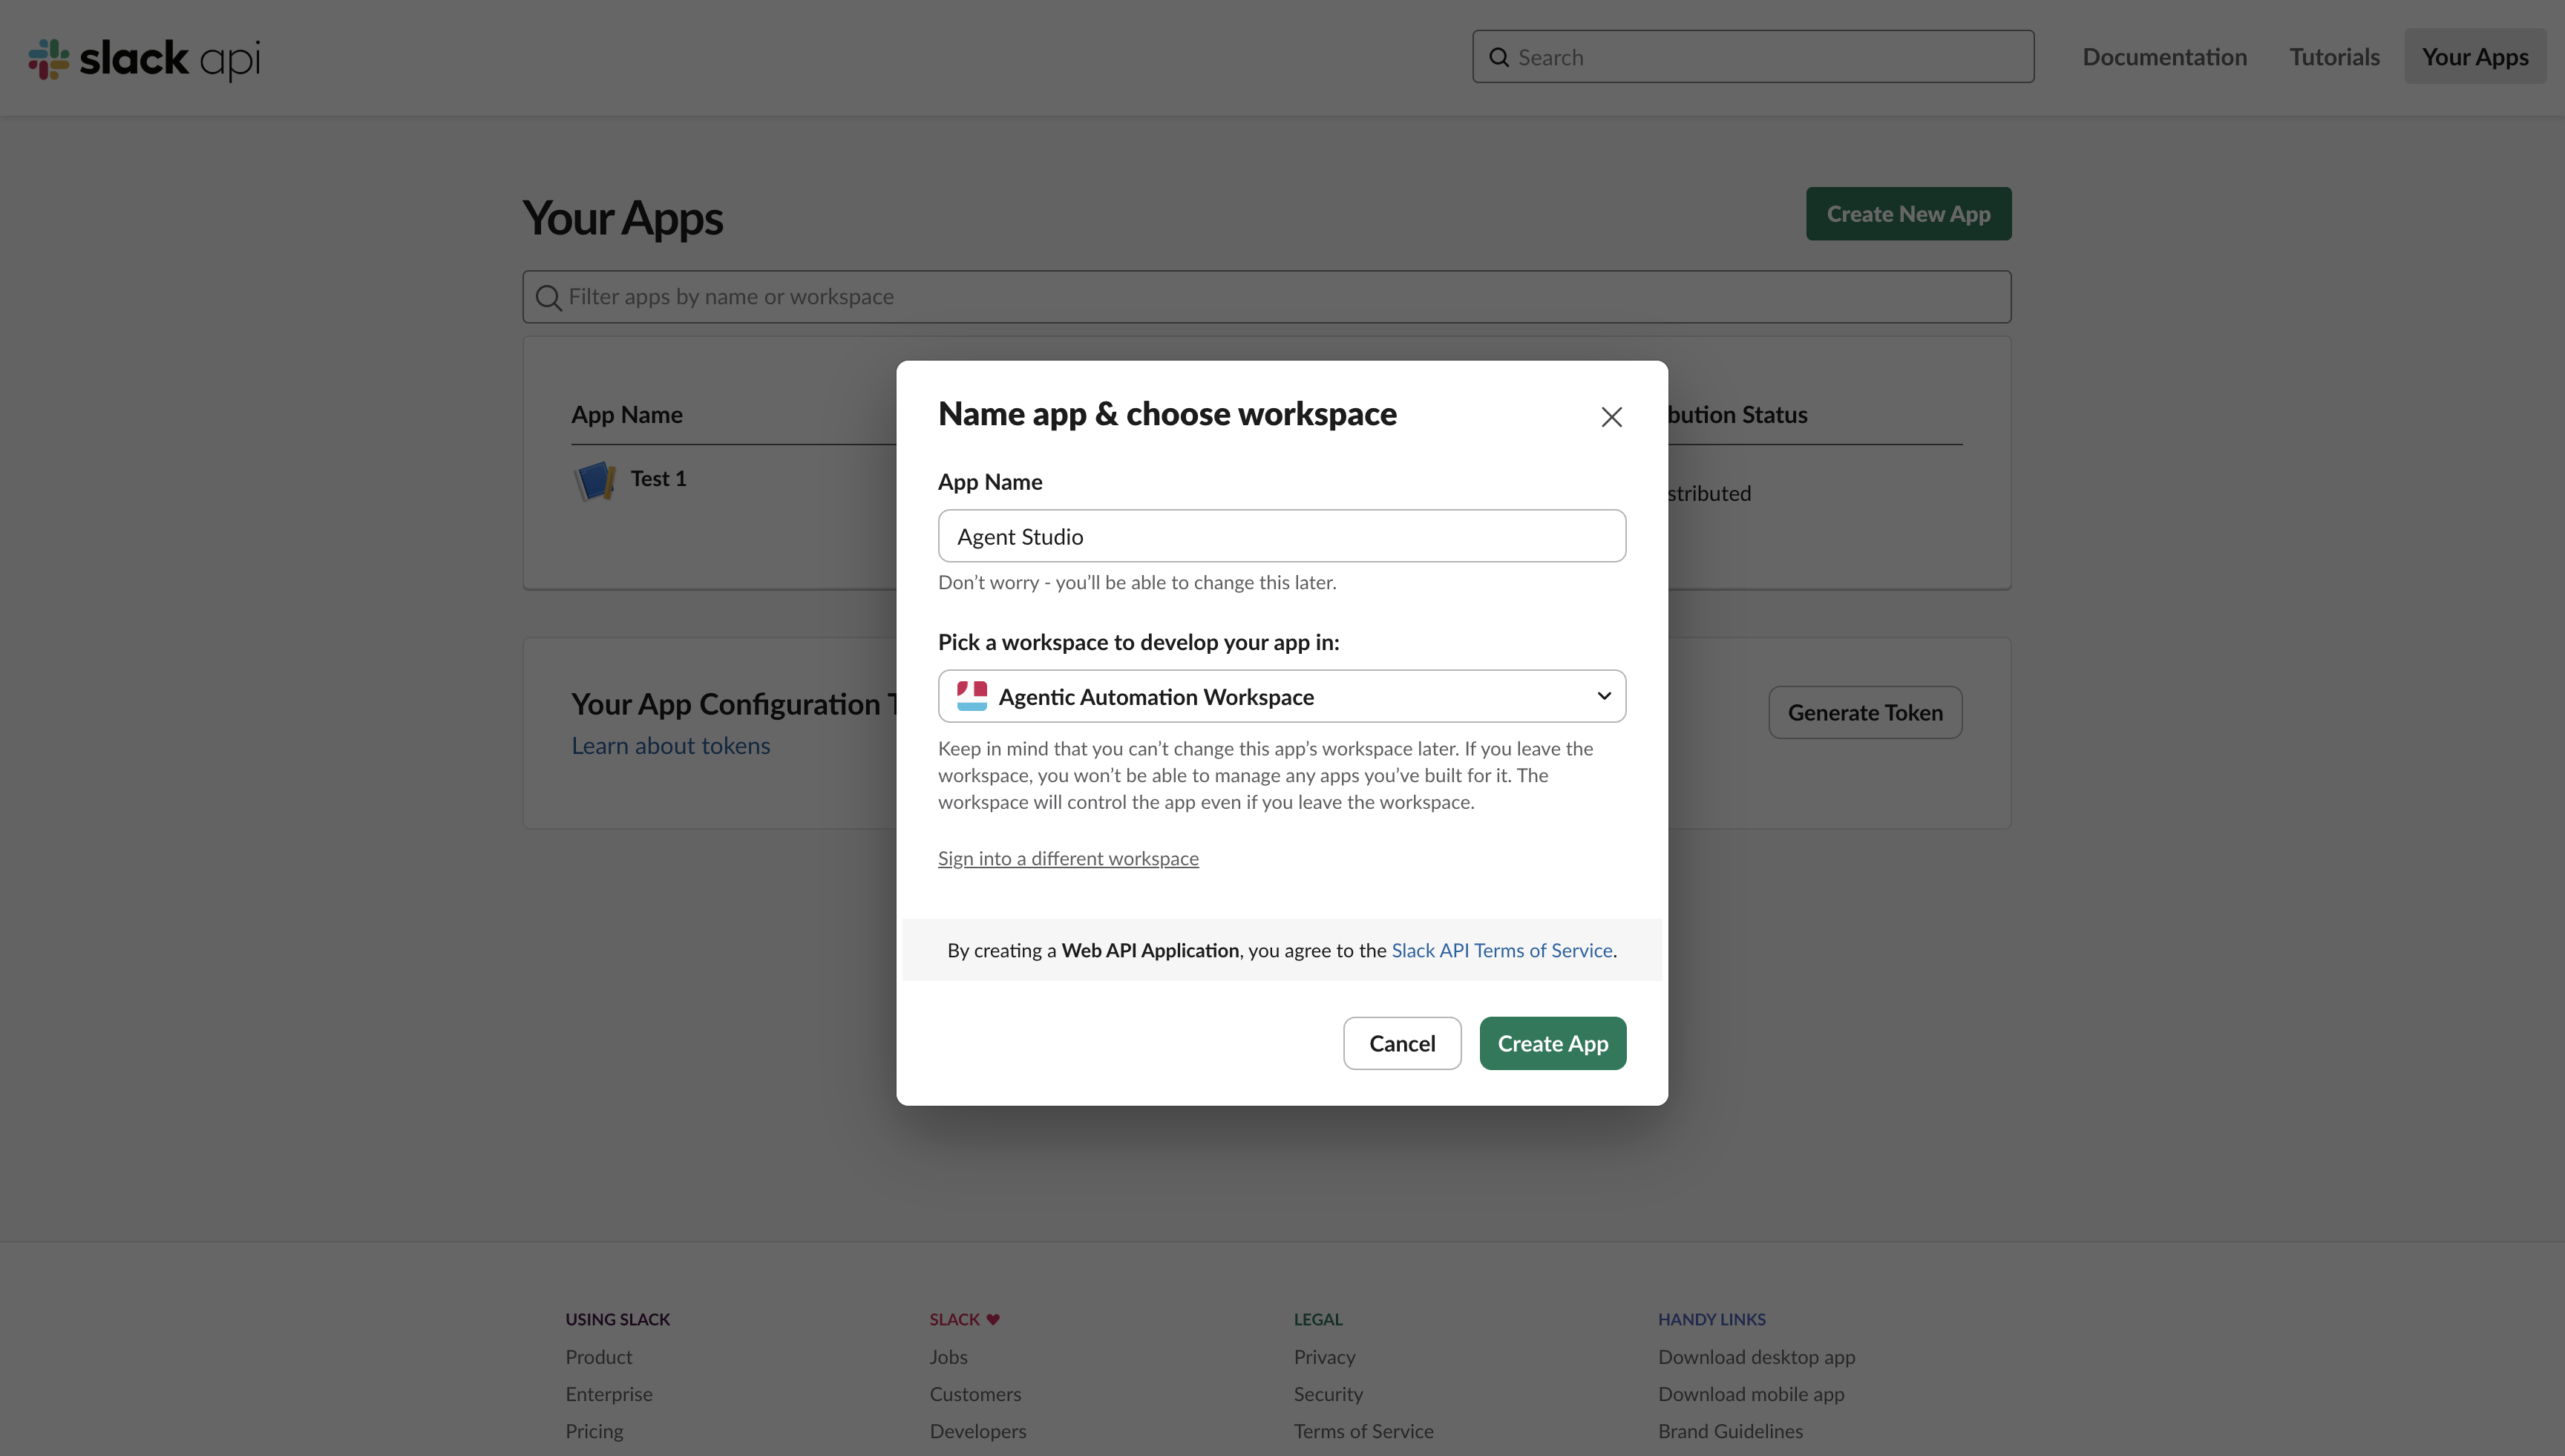 slack api
Search
Documentation
Tutorials
Your Apps
Your Apps
Create New App
Filter apps by name or workspace
App Name
bution Status
Test 1
stributed
Your App Configuration T
Learn about tokens
Generate Token
Name app & choose workspace
App Name
Agent Studio
Don’t worry - you’ll be able to change this later.
Pick a workspace to develop your app in:
Agentic Automation Workspace
Keep in mind that you can’t change this app’s workspace later. If you leave the
workspace, you won’t be able to manage any apps you’ve built for it. The
workspace will control the app even if you leave the workspace.
Sign into a different workspace
By creating a Web API Application, you agree to the Slack API Terms of Service.
Cancel
Create App
USING SLACK
Product
Enterprise
Pricing
SLACK
Jobs
Customers
Developers
LEGAL
Privacy
Security
Terms of Service
HANDY LINKS
Download desktop app
Download mobile app
Brand Guidelines